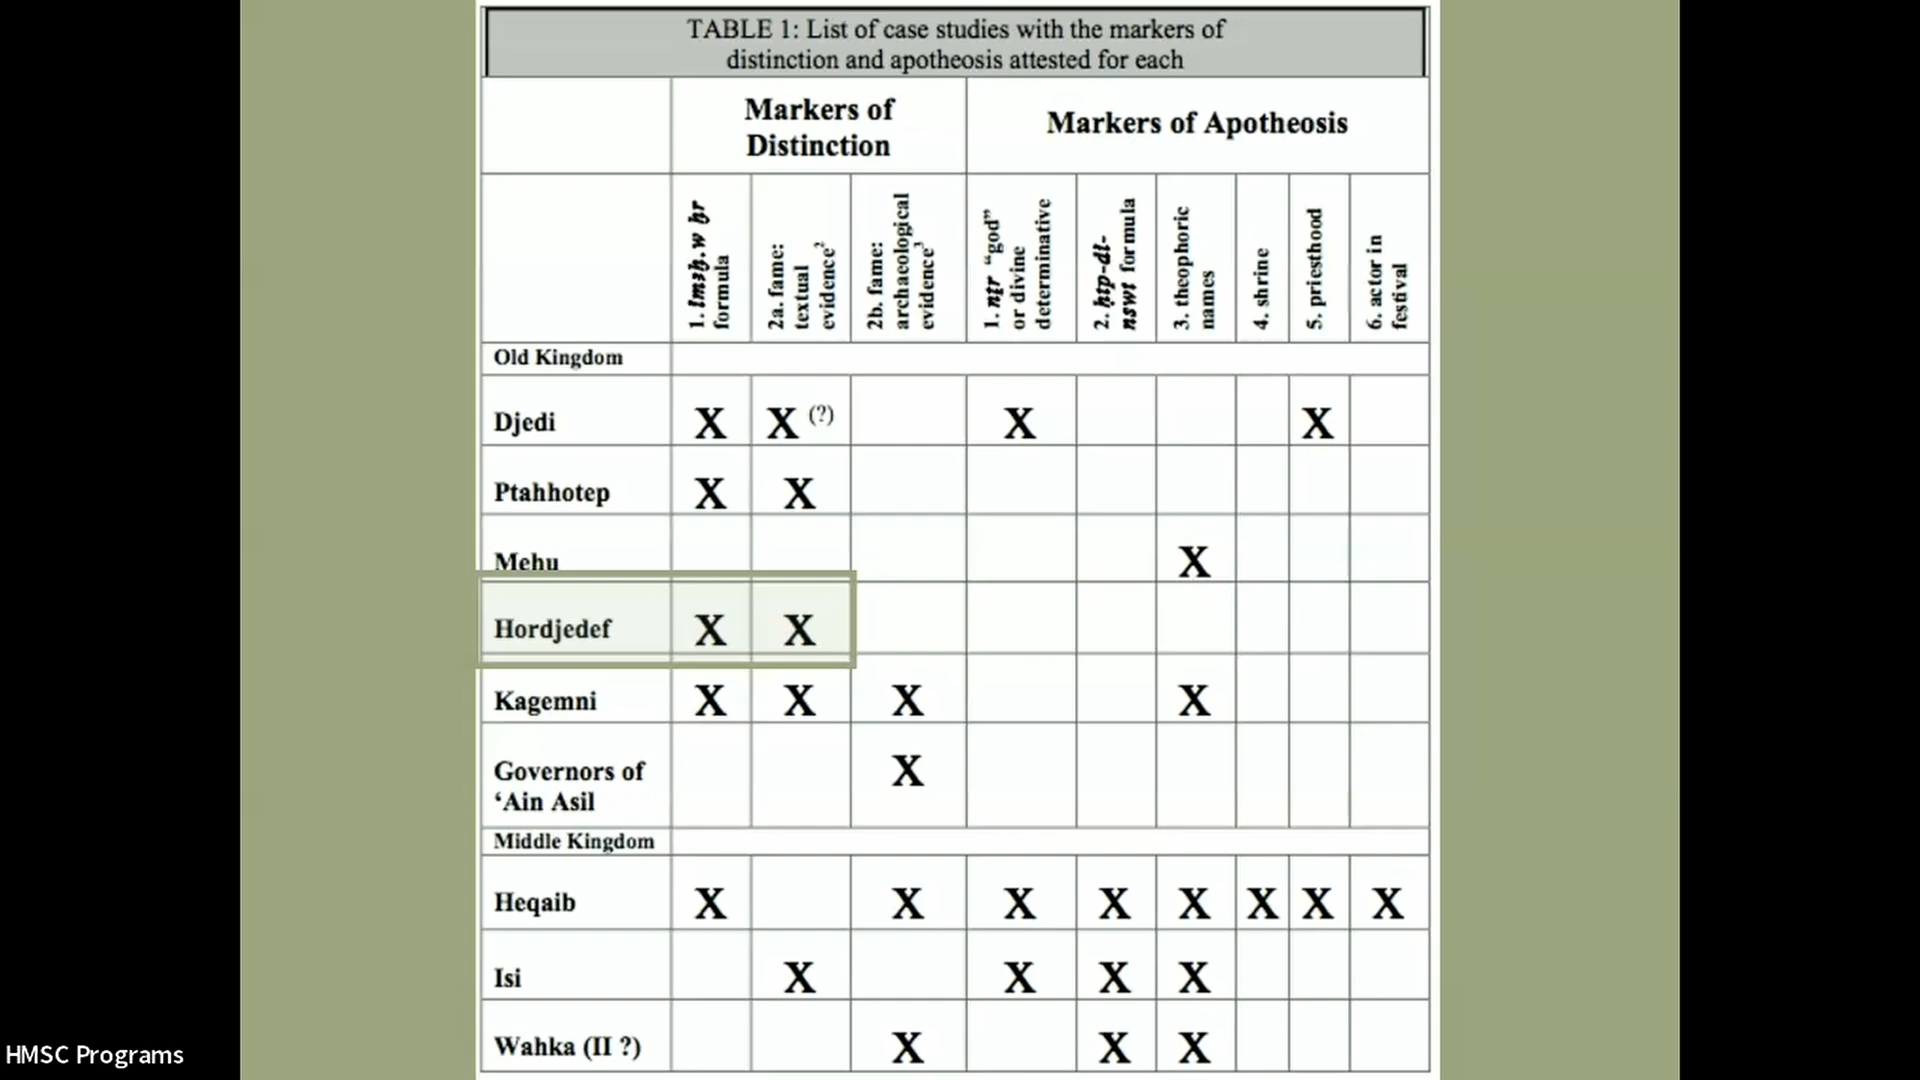 TABLE 1: List of case studies with the markers of
distinction and apotheosis attested for each
Markers of
Distinction
Markers of Apotheosis
1. ỉmꜣḫ.w ḫr
formula
2a. fame:
textual
evidence²
2b. fame:
archaeological
evidence³
1. nṯr “god”
or divine
determinative
2. ḥtp-dỉ-
nswt formula
3. theophoric
names
4. shrine
5. priesthood
6. actor in
festival
Old Kingdom
Djedi X X (?) X X
Ptahhotep X X
Mehu X
Hordjedef X X
Kagemni X X X X
Governors of
‘Ain Asil X
Middle Kingdom
Heqaib X X X X X X X X
Isi X X X X
Wahka (II ?) X X X
HMSC Programs